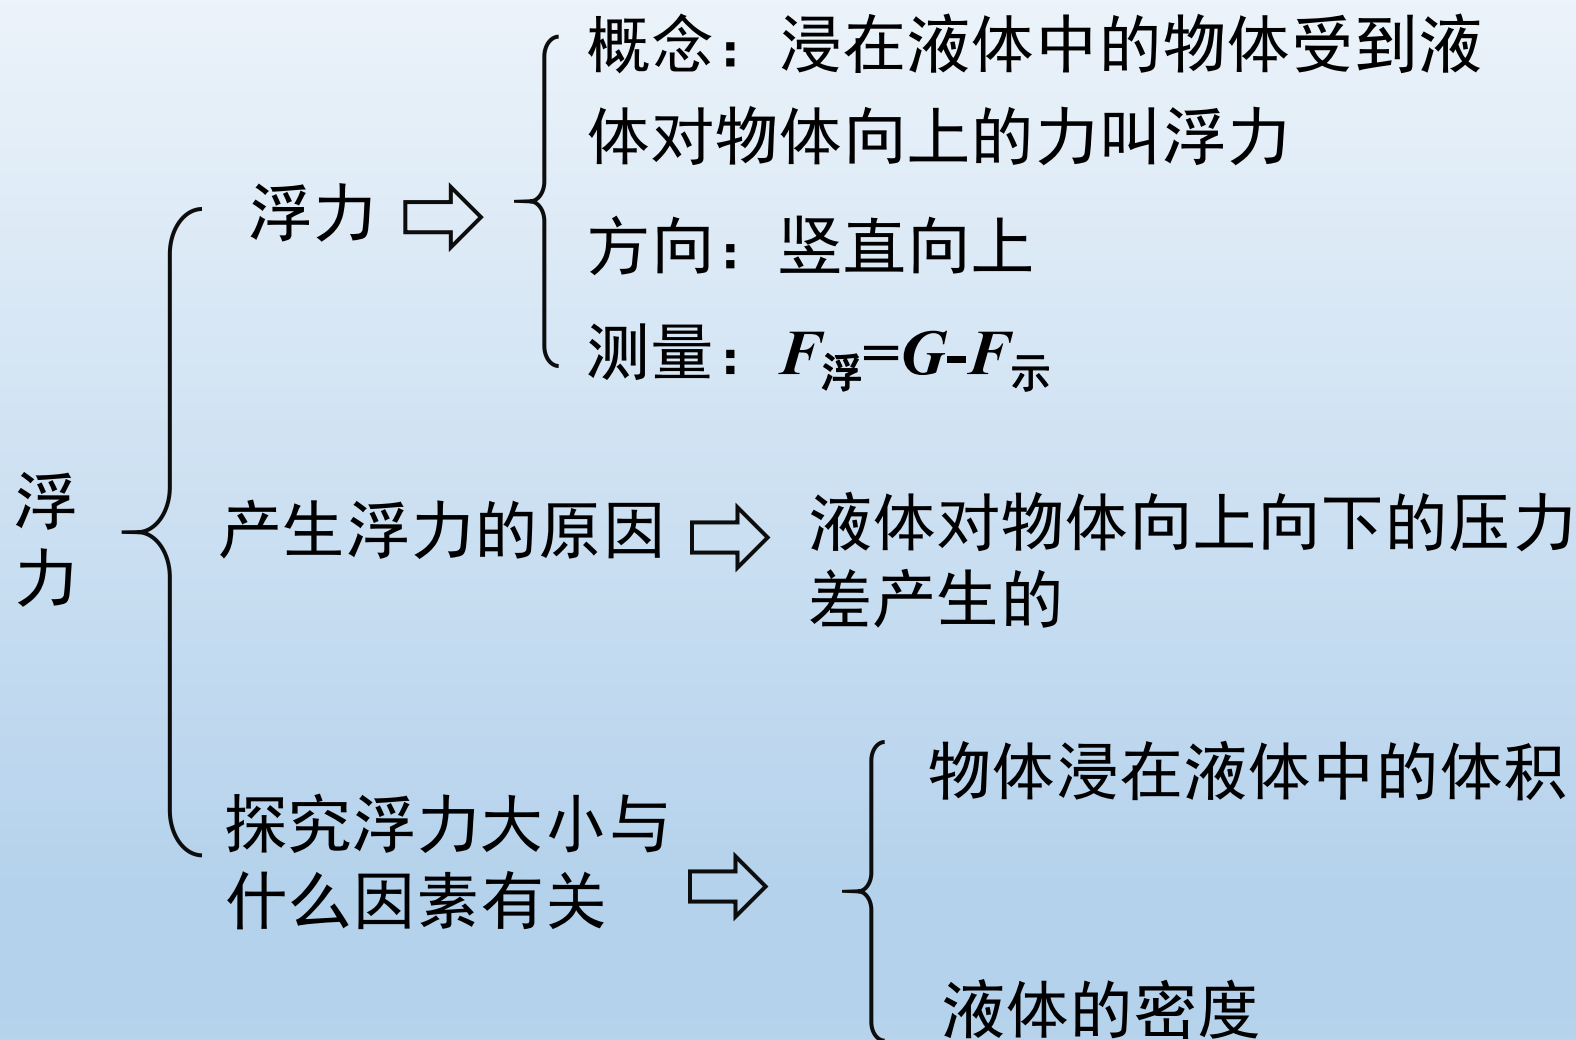 概念：浸在液体中的物体受到液
体对物体向上的力叫浮力
浮力
方向：竖直向上
测量：F浮=G-F示
浮
力
产生浮力的原因
液体对物体向上向下的压力
差产生的
探究浮力大小与
什么因素有关
物体浸在液体中的体积
液体的密度